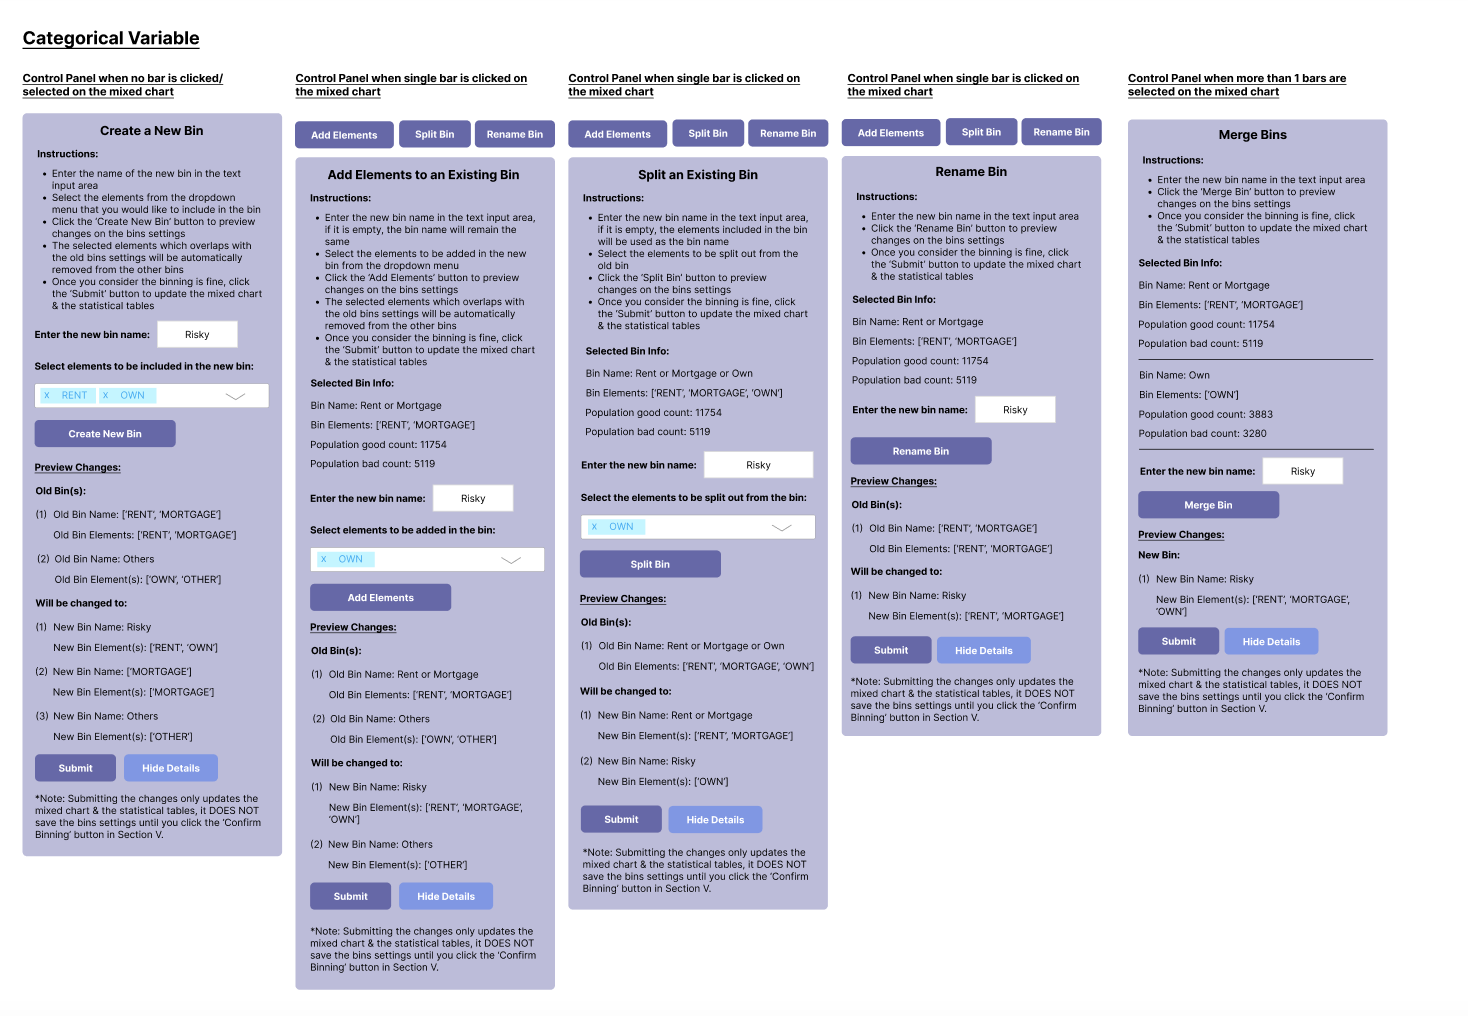 Categorical Variable
Control Panel when no bar is clicked/
selected on the mixed chart
Create a New Bin
Instructions:
• Enter the name of the new bin in the text
input area
• Select the elements from the dropdown
menu that you would like to include in the bin
• Click the ‘Create New Bin’ button to preview
changes on the bins settings
• The selected elements which overlaps with
the old bins settings will be automatically
removed from the other bins
• Once you consider the binning is fine, click
the ‘Submit’ button to update the mixed chart
& the statistical tables
Enter the new bin name: Risky
Select elements to be included in the new bin:
x RENT x OWN
Create New Bin
Preview Changes:
Old Bin(s):
(1) Old Bin Name: [‘RENT’, ‘MORTGAGE’]
Old Bin Elements: [‘RENT’, ‘MORTGAGE’]
(2) Old Bin Name: Others
Old Bin Element(s): [‘OWN’, ‘OTHER’]
Will be changed to:
(1) New Bin Name: Risky
New Bin Element(s): [‘RENT’, ‘OWN’]
(2) New Bin Name: [‘MORTGAGE’]
New Bin Element(s): [‘MORTGAGE’]
(3) New Bin Name: Others
New Bin Element(s): [‘OTHER’]
Submit Hide Details
*Note: Submitting the changes only updates the
mixed chart & the statistical tables, it DOES NOT
save the bins settings until you click the ‘Confirm
Binning’ button in Section V.
Control Panel when single bar is clicked on
the mixed chart
Add Elements Split Bin Rename Bin
Add Elements to an Existing Bin
Instructions:
• Enter the new bin name in the text input area,
if it is empty, the bin name will remain the
same
• Select the elements to be added in the new
bin from the dropdown menu
• Click the ‘Add Elements’ button to preview
changes on the bins settings
• The selected elements which overlaps with
the old bins settings will be automatically
removed from the other bins
• Once you consider the binning is fine, click
the ‘Submit’ button to update the mixed chart
& the statistical tables
Selected Bin Info:
Bin Name: Rent or Mortgage
Bin Elements: [‘RENT’, ‘MORTGAGE’]
Population good count: 11754
Population bad count: 5119
Enter the new bin name: Risky
Select elements to be added in the bin:
x OWN
Add Elements
Preview Changes:
Old Bin(s):
(1) Old Bin Name: Rent or Mortgage
Old Bin Elements: [‘RENT’, ‘MORTGAGE’]
(2) Old Bin Name: Others
Old Bin Element(s): [‘OWN’, ‘OTHER’]
Will be changed to:
(1) New Bin Name: Risky
New Bin Element(s): [‘RENT’, ‘MORTGAGE’,
‘OWN’]
(2) New Bin Name: Others
New Bin Element(s): [‘OTHER’]
Submit Hide Details
*Note: Submitting the changes only updates the
mixed chart & the statistical tables, it DOES NOT
save the bins settings until you click the ‘Confirm
Binning’ button in Section V.
Control Panel when single bar is clicked on
the mixed chart
Add Elements Split Bin Rename Bin
Split an Existing Bin
Instructions:
• Enter the new bin name in the text input area,
if it is empty, the elements included in the bin
will be used as the bin name
• Select the elements to be split out from the
old bin
• Click the ‘Split Bin’ button to preview
changes on the bins settings
• Once you consider the binning is fine, click
the ‘Submit’ button to update the mixed chart
& the statistical tables
Selected Bin Info:
Bin Name: Rent or Mortgage or Own
Bin Elements: [‘RENT’, ‘MORTGAGE’, ‘OWN’]
Population good count: 11754
Population bad count: 5119
Enter the new bin name: Risky
Select the elements to be split out from the bin:
x OWN
Split Bin
Preview Changes:
Old Bin(s):
(1) Old Bin Name: Rent or Mortgage or Own
Old Bin Elements: [‘RENT’, ‘MORTGAGE’, ‘OWN’]
Will be changed to:
(1) New Bin Name: Rent or Mortgage
New Bin Element(s): [‘RENT’, ‘MORTGAGE’]
(2) New Bin Name: Risky
New Bin Element(s): [‘OWN’]
Submit Hide Details
*Note: Submitting the changes only updates the
mixed chart & the statistical tables, it DOES NOT
save the bins settings until you click the ‘Confirm
Binning’ button in Section V.
Control Panel when single bar is clicked on
the mixed chart
Add Elements Split Bin Rename Bin
Rename Bin
Instructions:
• Enter the new bin name in the text input area
• Click the ‘Rename Bin’ button to preview
changes on the bins settings
• Once you consider the binning is fine, click
the ‘Submit’ button to update the mixed chart
& the statistical tables
Selected Bin Info:
Bin Name: Rent or Mortgage
Bin Elements: [‘RENT’, ‘MORTGAGE’]
Population good count: 11754
Population bad count: 5119
Enter the new bin name: Risky
Rename Bin
Preview Changes:
Old Bin(s):
(1) Old Bin Name: [‘RENT’, ‘MORTGAGE’]
Old Bin Elements: [‘RENT’, ‘MORTGAGE’]
Will be changed to:
(1) New Bin Name: Risky
New Bin Element(s): [‘RENT’, ‘MORTGAGE’]
Submit Hide Details
*Note: Submitting the changes only updates the
mixed chart & the statistical tables, it DOES NOT
save the bins settings until you click the ‘Confirm
Binning’ button in Section V.
Control Panel when more than 1 bars are
selected on the mixed chart
Merge Bins
Instructions:
• Enter the new bin name in the text input area
• Click the ‘Merge Bin’ button to preview
changes on the bins settings
• Once you consider the binning is fine, click
the ‘Submit’ button to update the mixed chart
& the statistical tables
Selected Bin Info:
Bin Name: Rent or Mortgage
Bin Elements: [‘RENT’, ‘MORTGAGE’]
Population good count: 11754
Population bad count: 5119
Bin Name: Own
Bin Elements: [‘OWN’]
Population good count: 3883
Population bad count: 3280
Enter the new bin name: Risky
Merge Bin
Preview Changes:
New Bin:
(1) New Bin Name: Risky
New Bin Element(s): [‘RENT’, ‘MORTGAGE’,
‘OWN’]
Submit Hide Details
*Note: Submitting the changes only updates the
mixed chart & the statistical tables, it DOES NOT
save the bins settings until you click the ‘Confirm
Binning’ button in Section V.